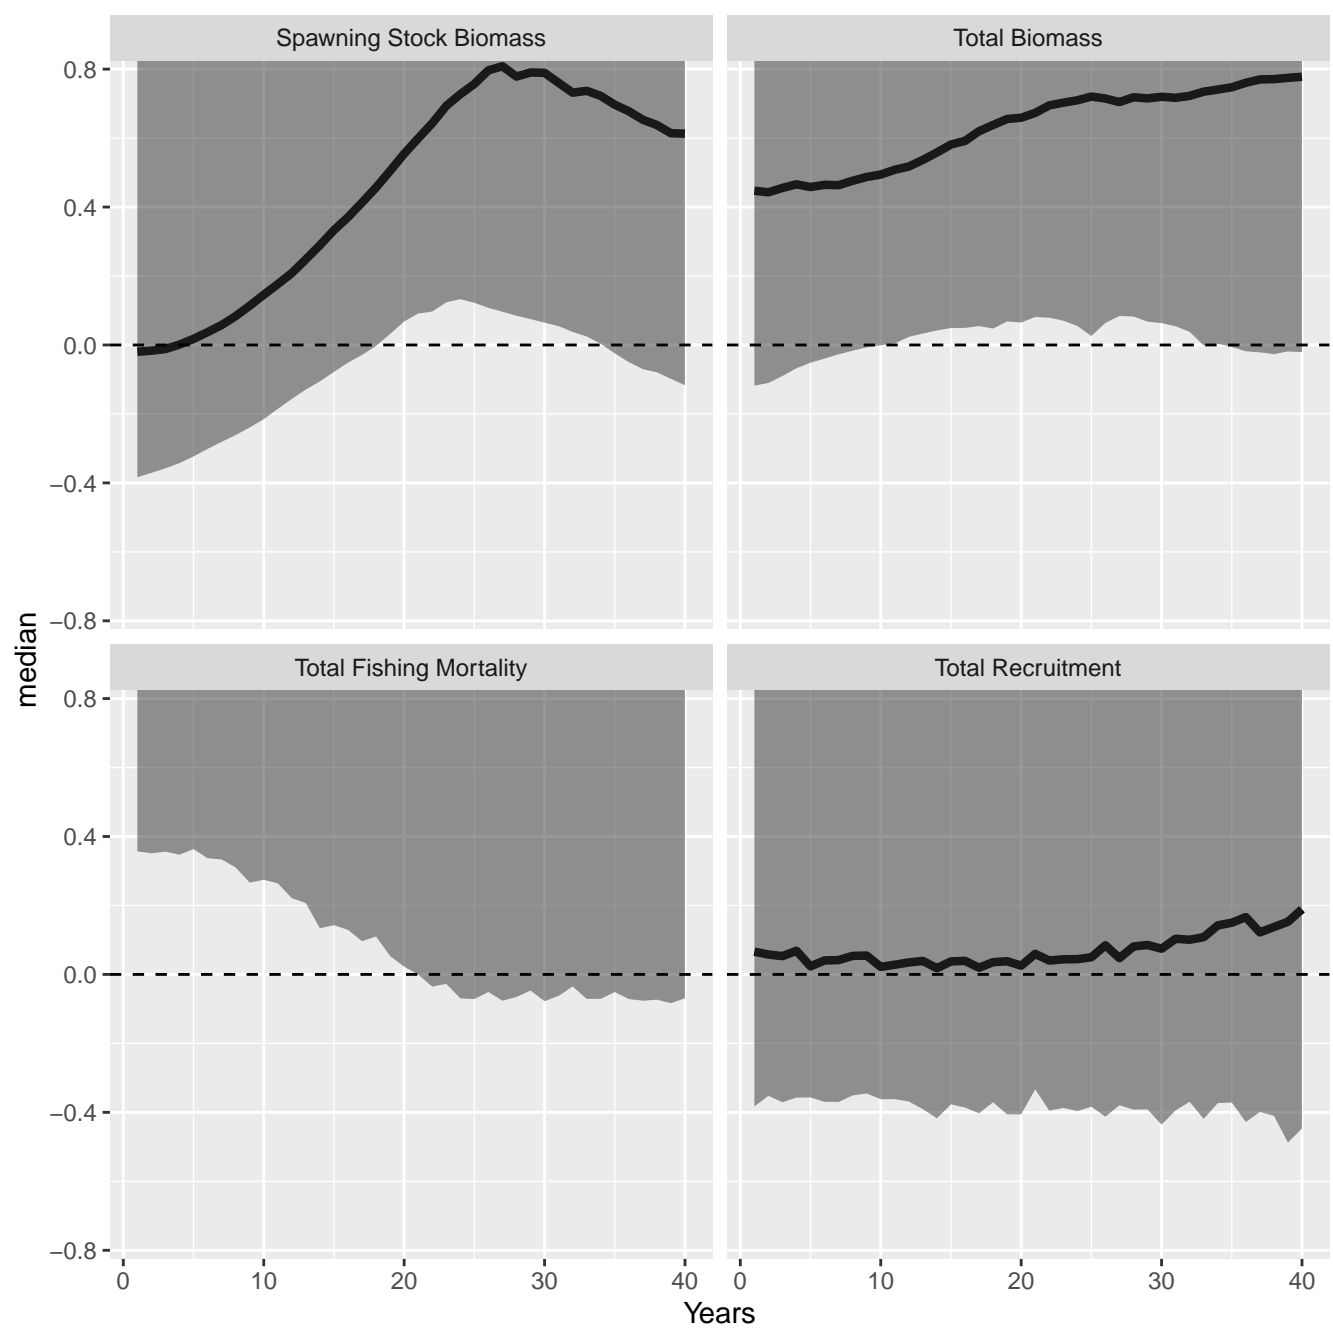 Spawning Stock Biomass
Total Biomass
0.8
0.4
0.0
−0.4
−0.8
median
Total Fishing Mortality
Total Recruitment
0.8
0.4
0.0
−0.4
−0.8
0 10 20 30 40
0 10 20 30 40
Years